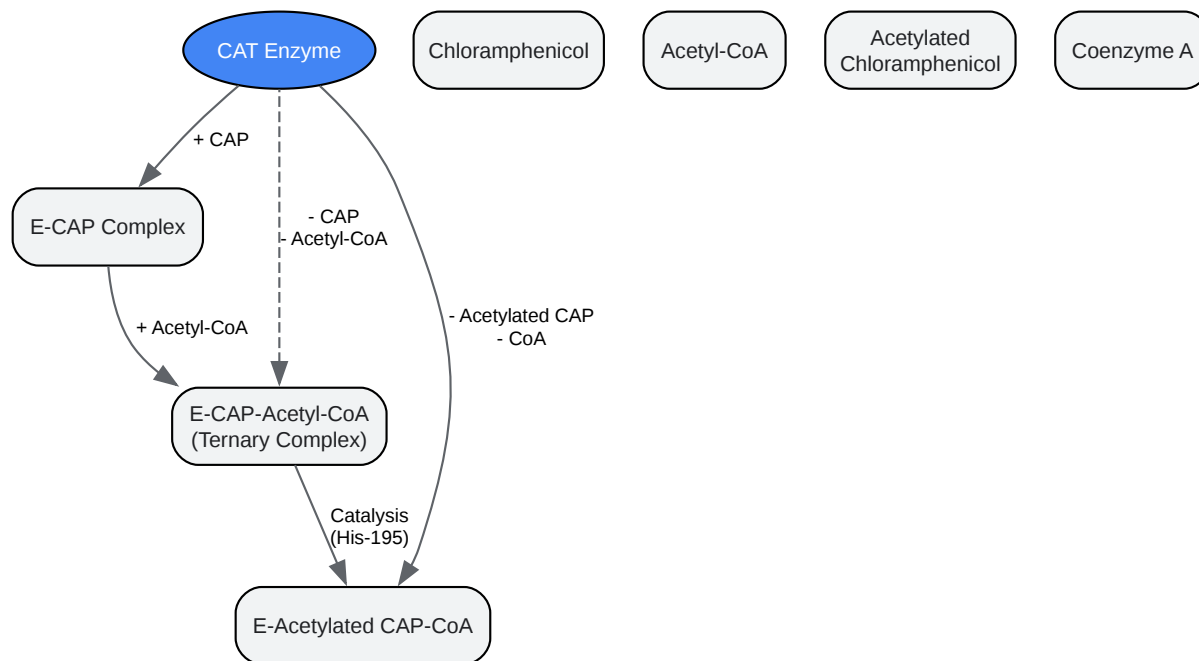 CAT Enzyme
Chloramphenicol
Acetyl-CoA
Acetylated
Chloramphenicol
Coenzyme A
+ CAP
E-CAP Complex
- CAP
- Acetyl-CoA
+ Acetyl-CoA
- Acetylated CAP
- CoA
E-CAP-Acetyl-CoA
(Ternary Complex)
Catalysis
(His-195)
E-Acetylated CAP-CoA